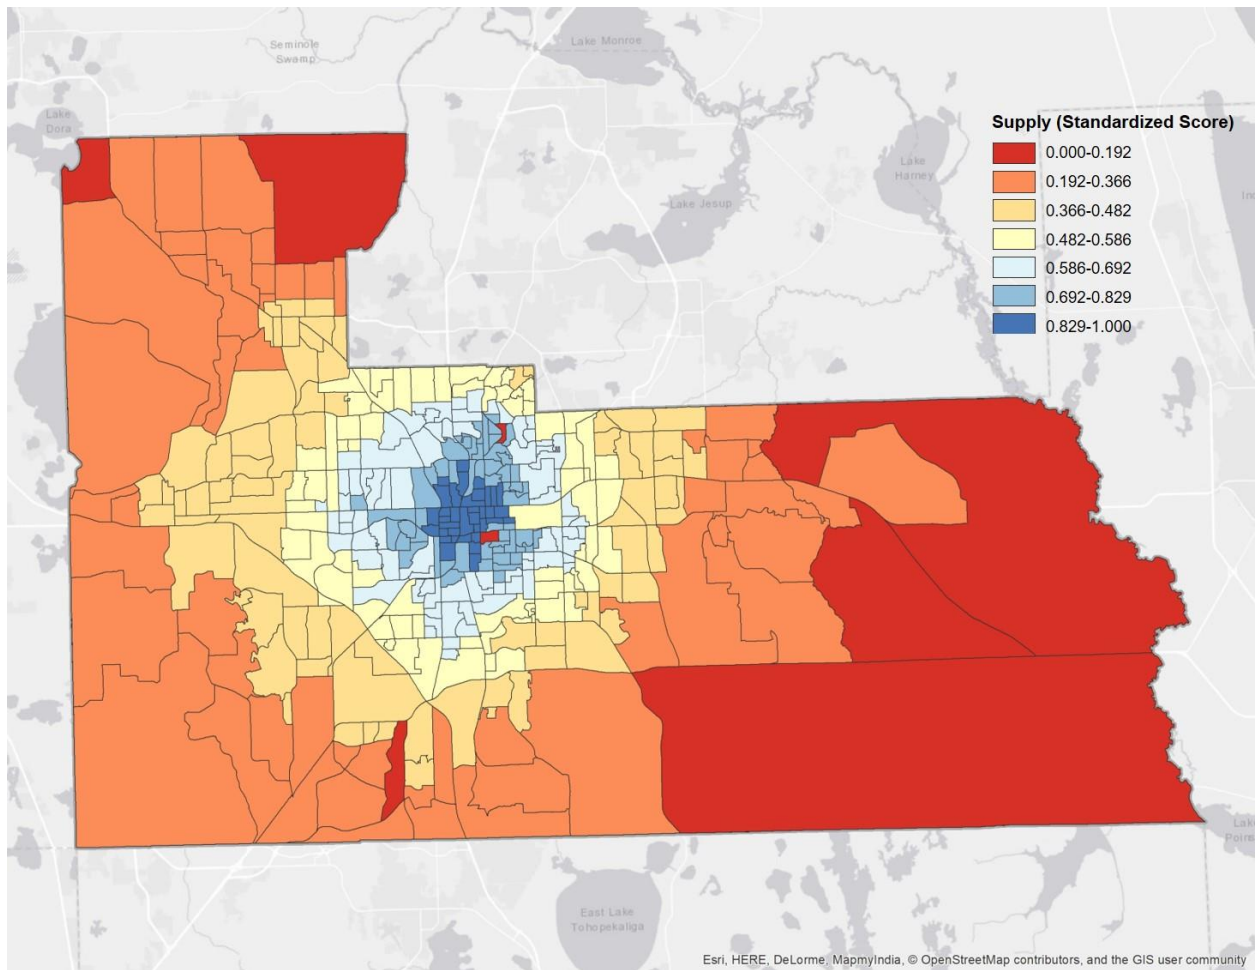 Seminole
Swamp
Lake Monroe
Lake
Dora
Supply (Standardized Score)
0.000-0.192
0.192-0.366
0.366-0.482
0.482-0.586
0.586-0.692
0.692-0.829
0.829-1.000
Lake
Harney
Lake Jesup
East Lake
Tohopekaliga
Esri, HERE, DeLorme, MapmyIndia, © OpenStreetMap contributors, and the GIS user community